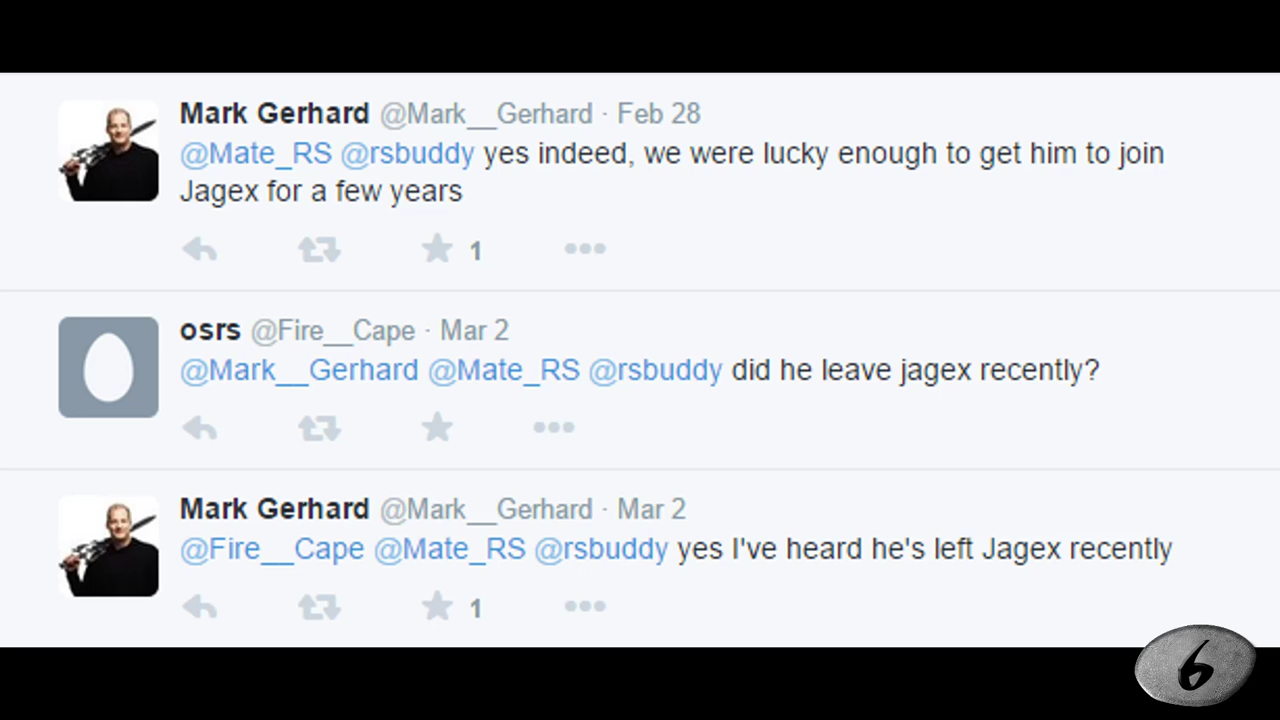 Mark Gerhard @Mark__Gerhard · Feb 28
@Mate_RS @rsbuddy yes indeed, we were lucky enough to get him to join
Jagex for a few years
1
osrs @Fire__Cape · Mar 2
@Mark__Gerhard @Mate_RS @rsbuddy did he leave jagex recently?
Mark Gerhard @Mark__Gerhard · Mar 2
@Fire__Cape @Mate_RS @rsbuddy yes I've heard he's left Jagex recently
1
6